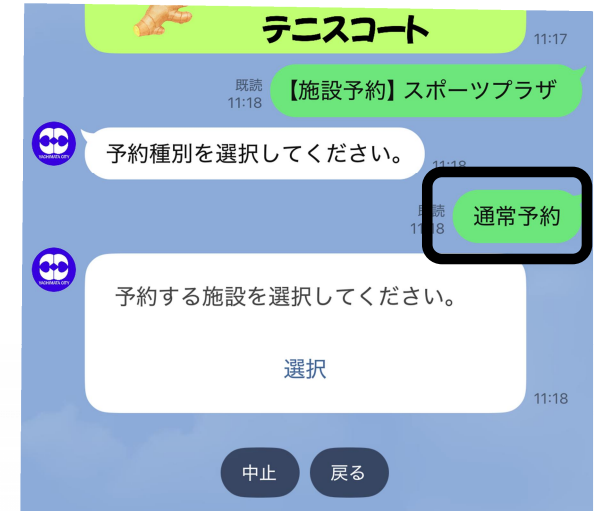 テニスコート
11:17
既読
11:18
【施設予約】スポーツプラザ
予約種別を選択してください。
11:18
通常予約
11:18
予約する施設を選択してください。
選択
11:18
中止
戻る
YACHIMATA CITY